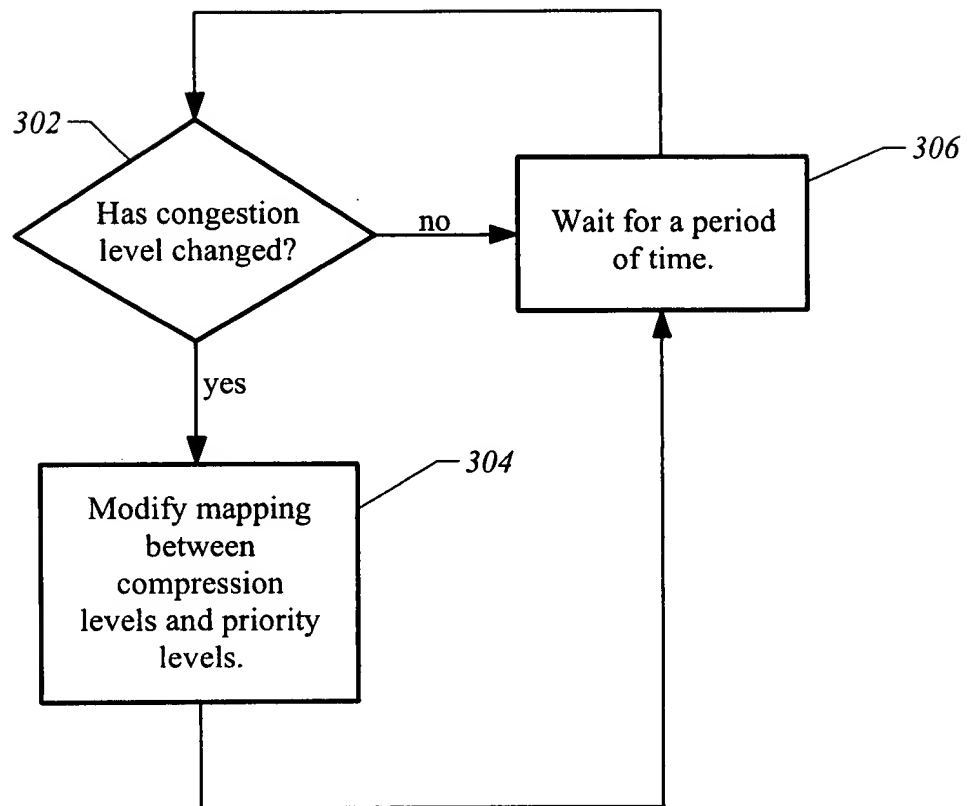 302
Has congestion
level changed?
no
306
Wait for a period
of time.
yes
304
Modify mapping
between
compression
levels and priority
levels.